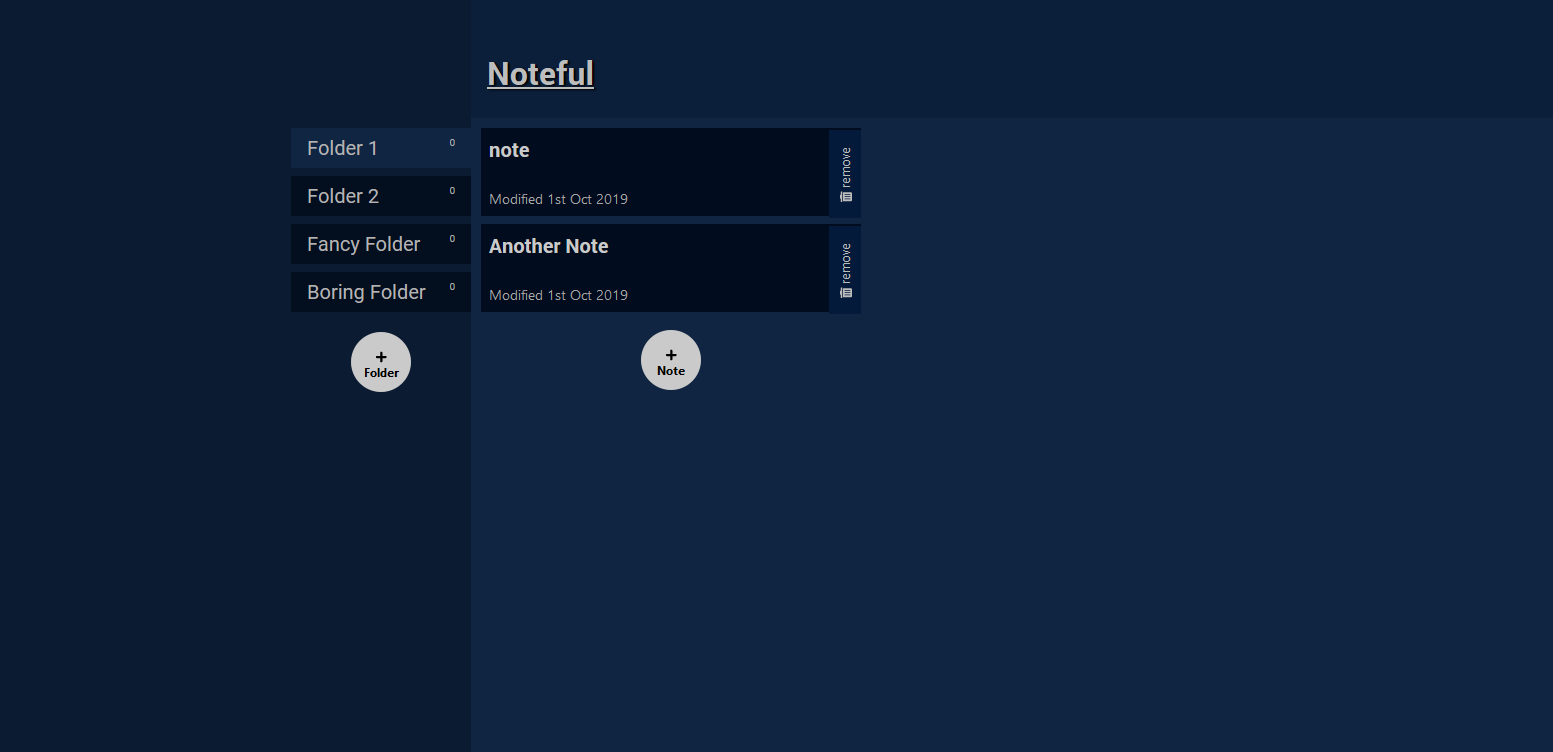 Noteful
Folder 1 0
Folder 2 0
Fancy Folder 0
Boring Folder 0
+
Folder
note
Modified 1st Oct 2019
remove
Another Note
Modified 1st Oct 2019
remove
+
Note